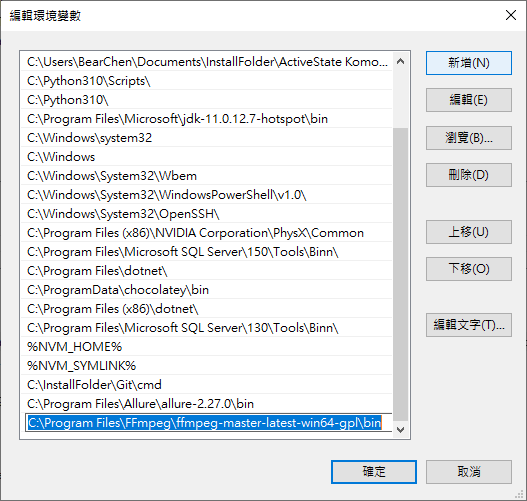 編輯環境變數
C:\Users\BearChen\Documents\InstallFolder\ActiveState Komo...
C:\Python310\Scripts\
C:\Python310\
C:\Program Files\Microsoft\jdk-11.0.12.7-hotspot\bin
C:\Windows\system32
C:\Windows
C:\Windows\System32\Wbem
C:\Windows\System32\WindowsPowerShell\v1.0\
C:\Windows\System32\OpenSSH\
C:\Program Files (x86)\NVIDIA Corporation\PhysX\Common
C:\Program Files\Microsoft SQL Server\150\Tools\Binn\
C:\Program Files\dotnet\
C:\ProgramData\chocolatey\bin
C:\Program Files (x86)\dotnet\
C:\Program Files\Microsoft SQL Server\130\Tools\Binn\
%NVM_HOME%
%NVM_SYMLINK%
C:\InstallFolder\Git\cmd
C:\Program Files\Allure\allure-2.27.0\bin
C:\Program Files\FFmpeg\ffmpeg-master-latest-win64-gpl\bin
新增(N)
編輯(E)
瀏覽(B)...
刪除(D)
上移(U)
下移(O)
編輯文字(T)...
確定
取消